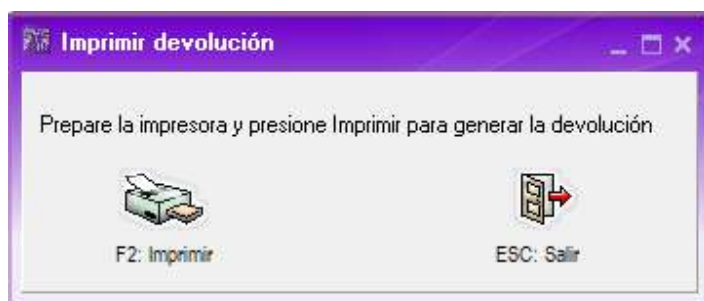 Imprimir devolución
Prepare la impresora y presione Imprimir para generar la devolución
F2: Imprimir
ESC: Salir